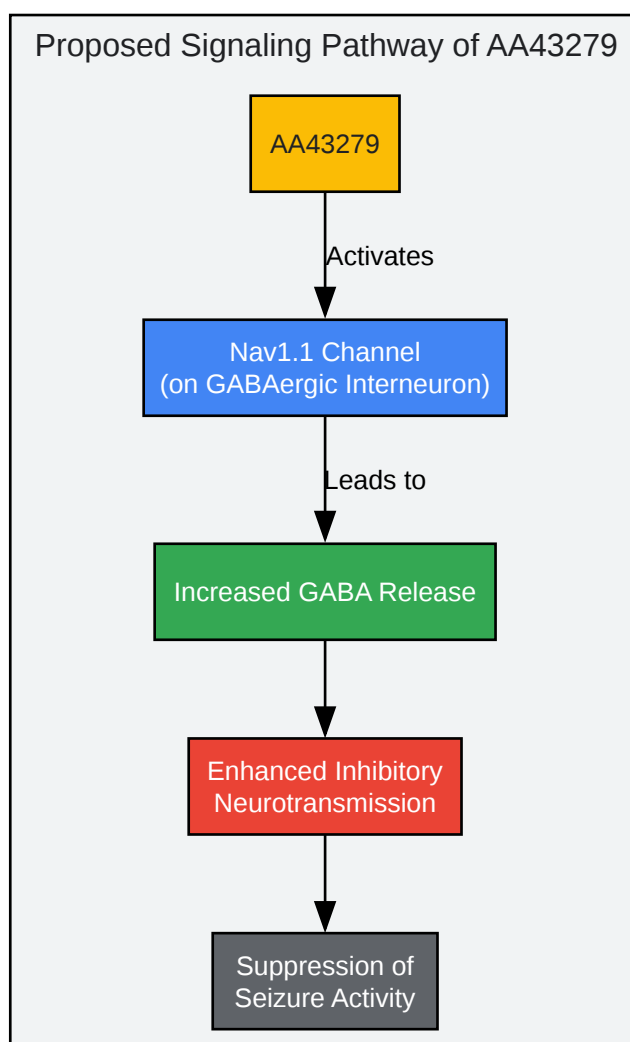 Proposed Signaling Pathway of AA43279
AA43279
Activates
Nav1.1 Channel
(on GABAergic Interneuron)
Leads to
Increased GABA Release
Enhanced Inhibitory
Neurotransmission
Suppression of
Seizure Activity